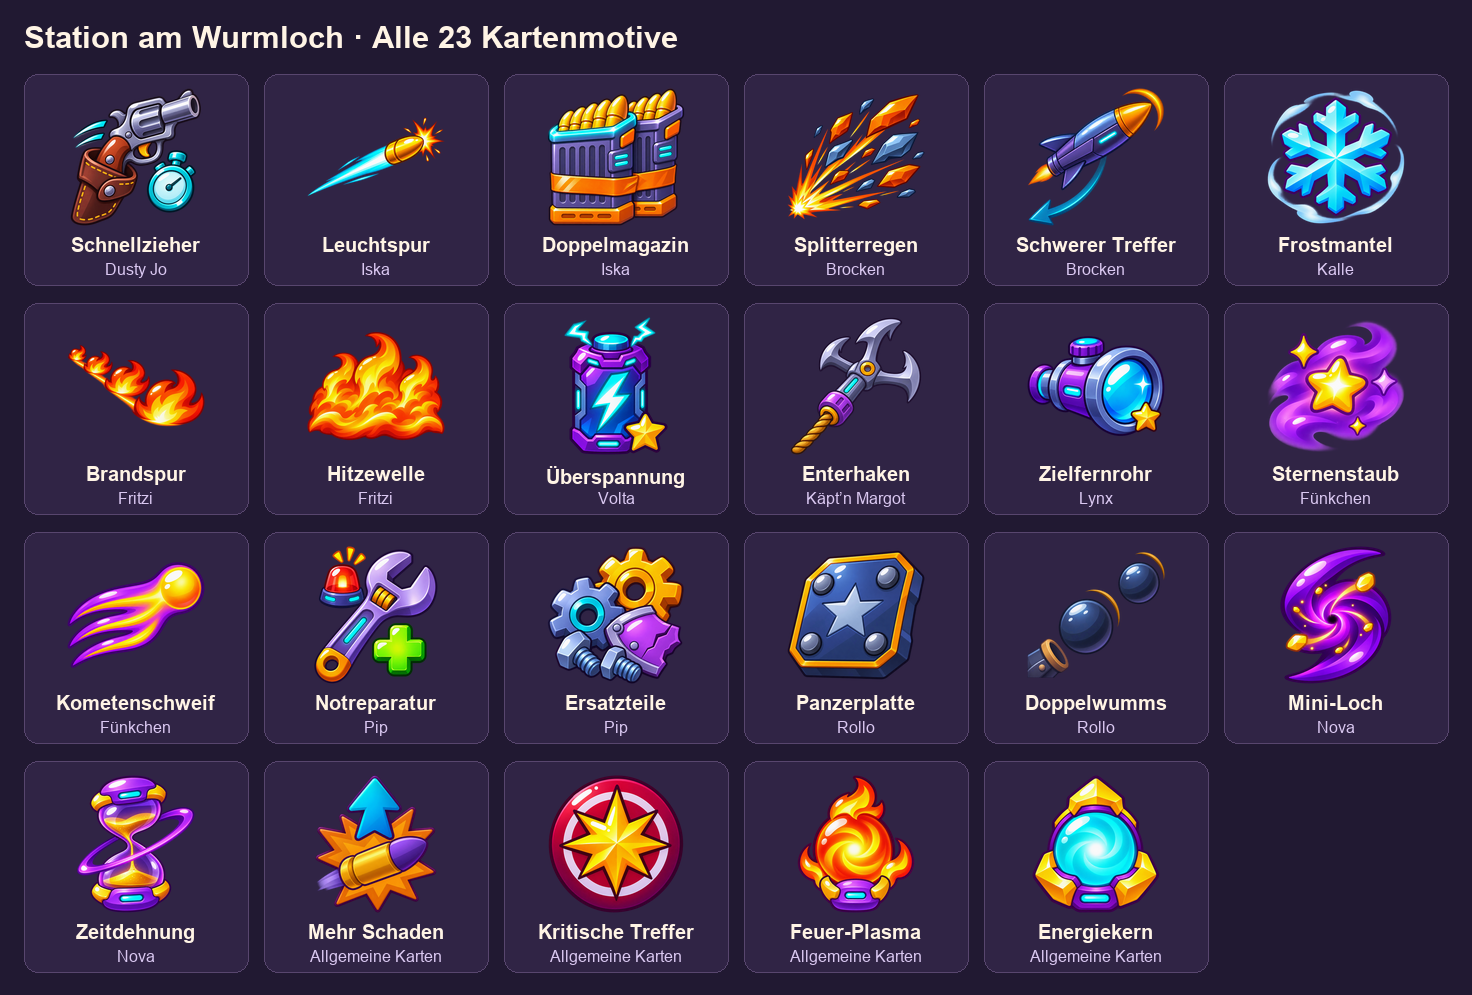 Station am Wurmloch · Alle 23 Kartenmotive
Schnellzieher
Dusty Jo
Leuchtspur
Iska
Doppelmagazin
Iska
Splitterregen
Brocken
Schwerer Treffer
Brocken
Frostmantel
Kalle
Brandspur
Fritzi
Hitzewelle
Fritzi
Überspannung
Volta
Enterhaken
Käpt'n Margot
Zielfernrohr
Lynx
Sternenstaub
Fünkchen
Kometenschweif
Fünkchen
Notreparatur
Pip
Ersatzteile
Pip
Panzerplatte
Rollo
Doppelwumms
Rollo
Mini-Loch
Nova
Zeitdehnung
Nova
Mehr Schaden
Allgemeine Karten
Kritische Treffer
Allgemeine Karten
Feuer-Plasma
Allgemeine Karten
Energiekern
Allgemeine Karten